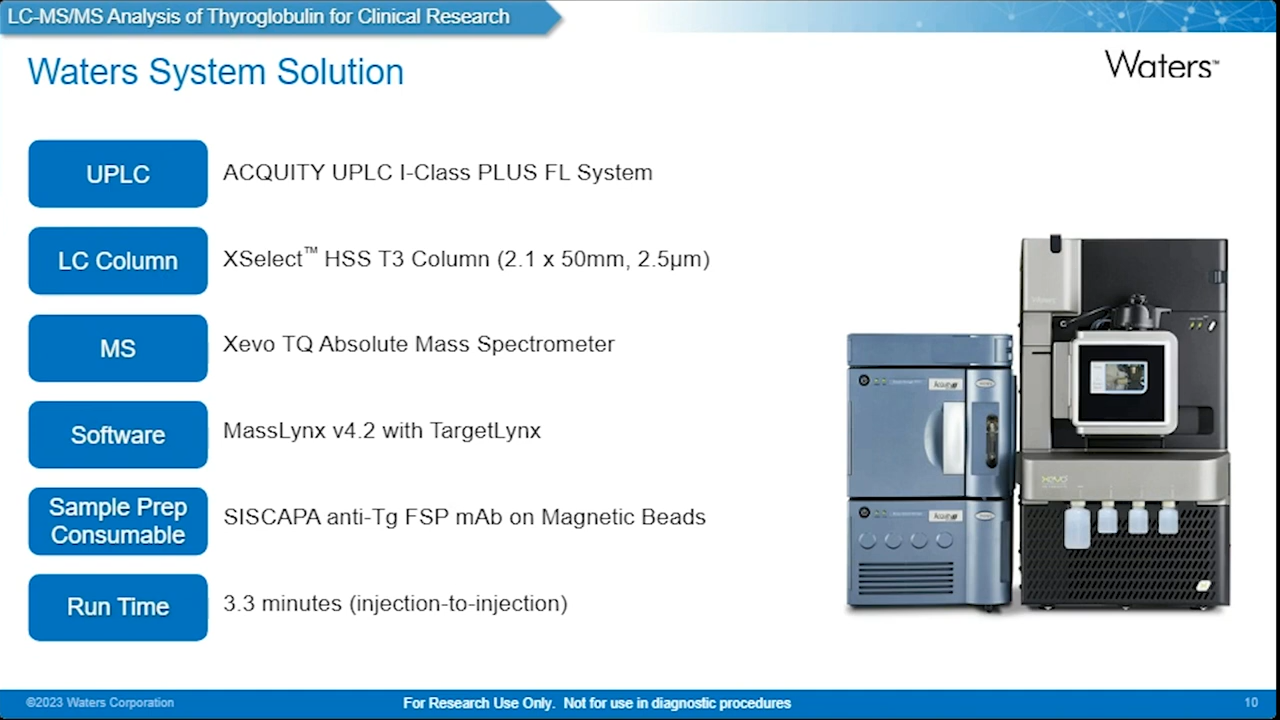 LC-MS/MS Analysis of Thyroglobulin for Clinical Research
Waters System Solution
Waters™
UPLC
ACQUITY UPLC I-Class PLUS FL System
LC Column
XSelect™ HSS T3 Column (2.1 x 50mm, 2.5µm)
MS
Xevo TQ Absolute Mass Spectrometer
Software
MassLynx v4.2 with TargetLynx
Sample Prep
Consumable
SISCAPA anti-Tg FSP mAb on Magnetic Beads
Run Time
3.3 minutes (injection-to-injection)
xevo
©2023 Waters Corporation
For Research Use Only. Not for use in diagnostic procedures
10